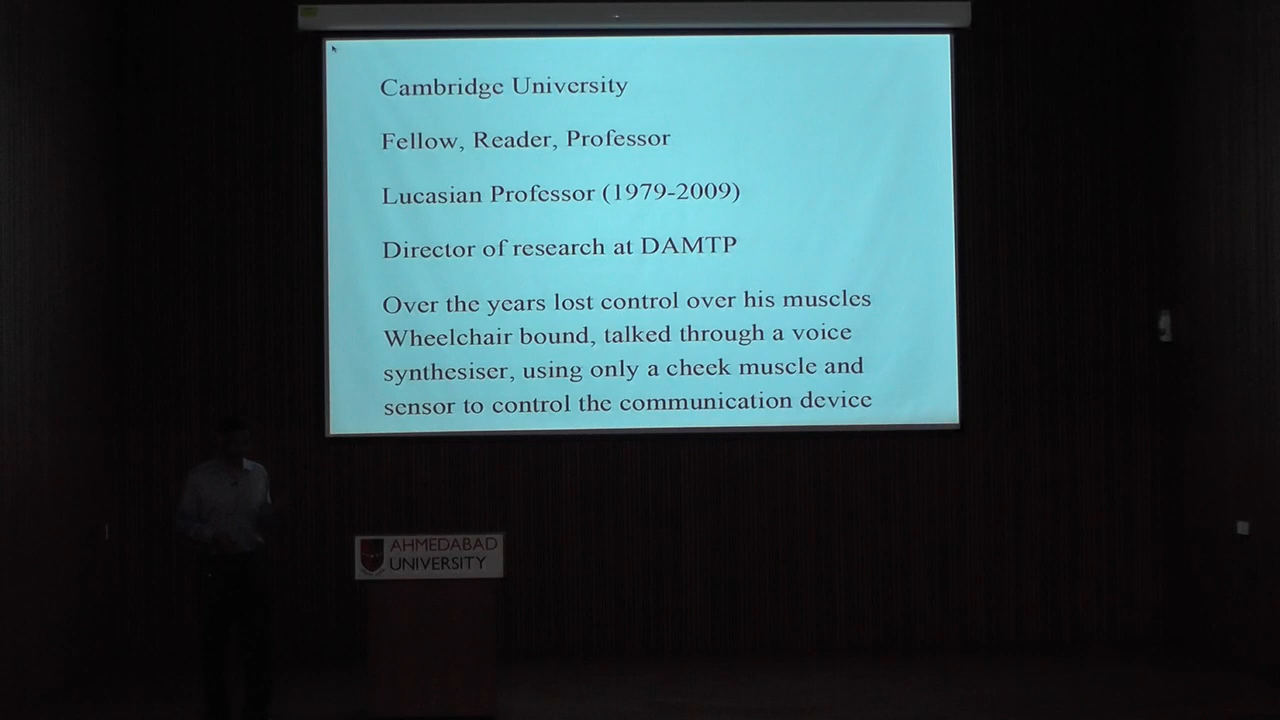 Cambridge University
Fellow, Reader, Professor
Lucasian Professor (1979-2009)
Director of research at DAMTP
Over the years lost control over his muscles
Wheelchair bound, talked through a voice
synthesiser, using only a cheek muscle and
sensor to control the communication device
AHMEDABAD
UNIVERSITY